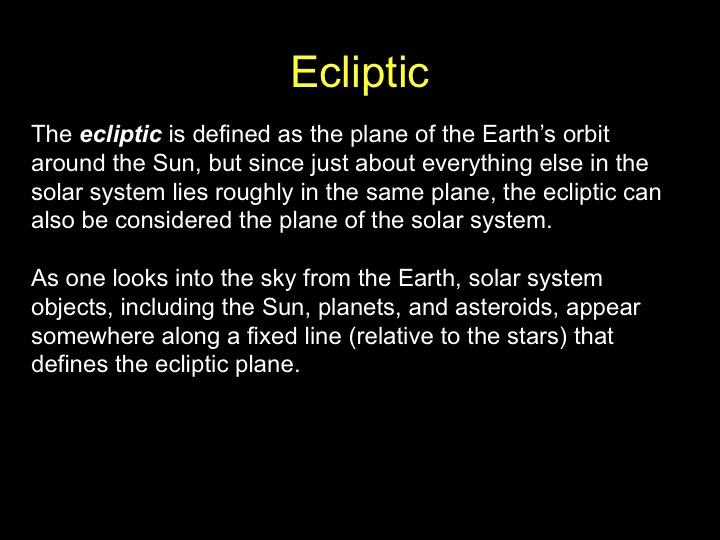 Ecliptic
The ecliptic is defined as the plane of the Earth’s orbit
around the Sun, but since just about everything else in the
solar system lies roughly in the same plane, the ecliptic can
also be considered the plane of the solar system.
As one looks into the sky from the Earth, solar system
objects, including the Sun, planets, and asteroids, appear
somewhere along a fixed line (relative to the stars) that
defines the ecliptic plane.